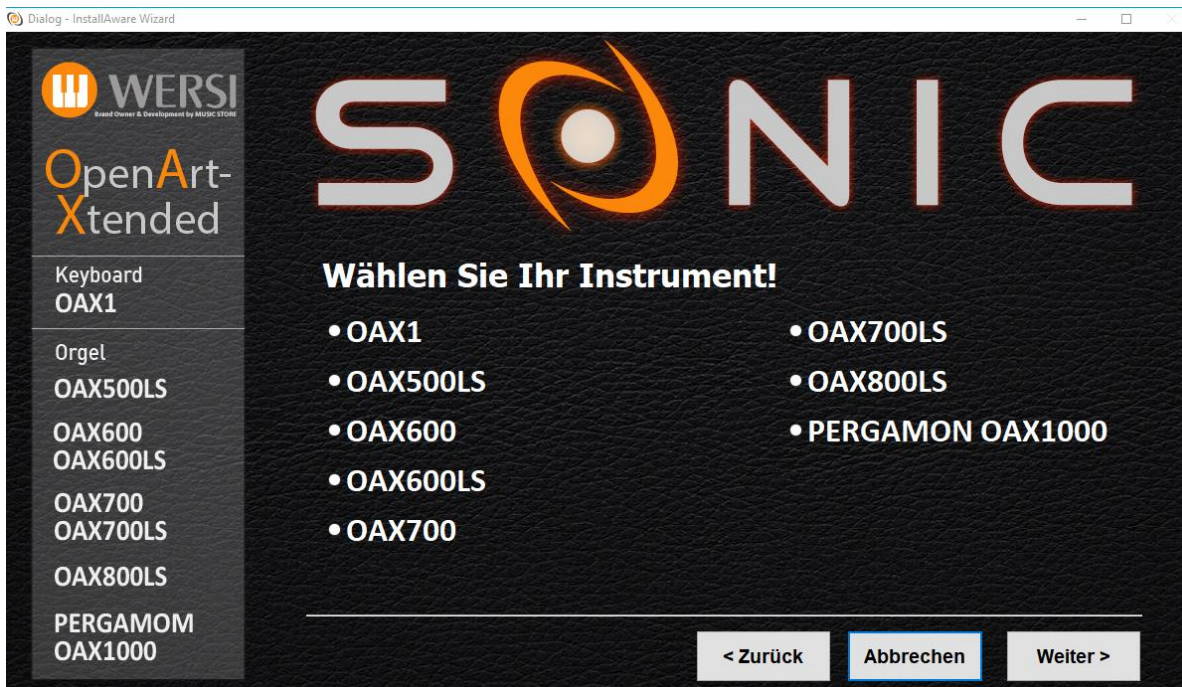 Dialog - InstallAware Wizard
WERSI
Brand Owner & Development by MUSIC STORE
OpenArt-
Xtended
Keyboard
OAX1
Orgel
OAX500LS
OAX600
OAX600LS
OAX700
OAX700LS
OAX800LS
PERGAMOM
OAX1000
SONIC
Wählen Sie Ihr Instrument!
•OAX1
•OAX500LS
•OAX600
•OAX600LS
•OAX700
•OAX700LS
•OAX800LS
•PERGAMON OAX1000
< Zurück
Abbrechen
Weiter >